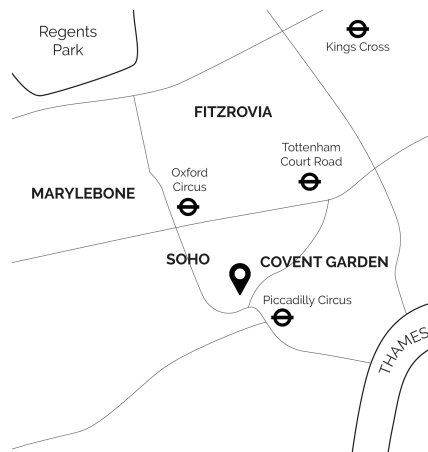 Regents
Park
Kings Cross
FITZROVIA
Tottenham
Court Road
Oxford
Circus
MARYLEBONE
SOHO
COVENT GARDEN
Piccadilly Circus
THAMES